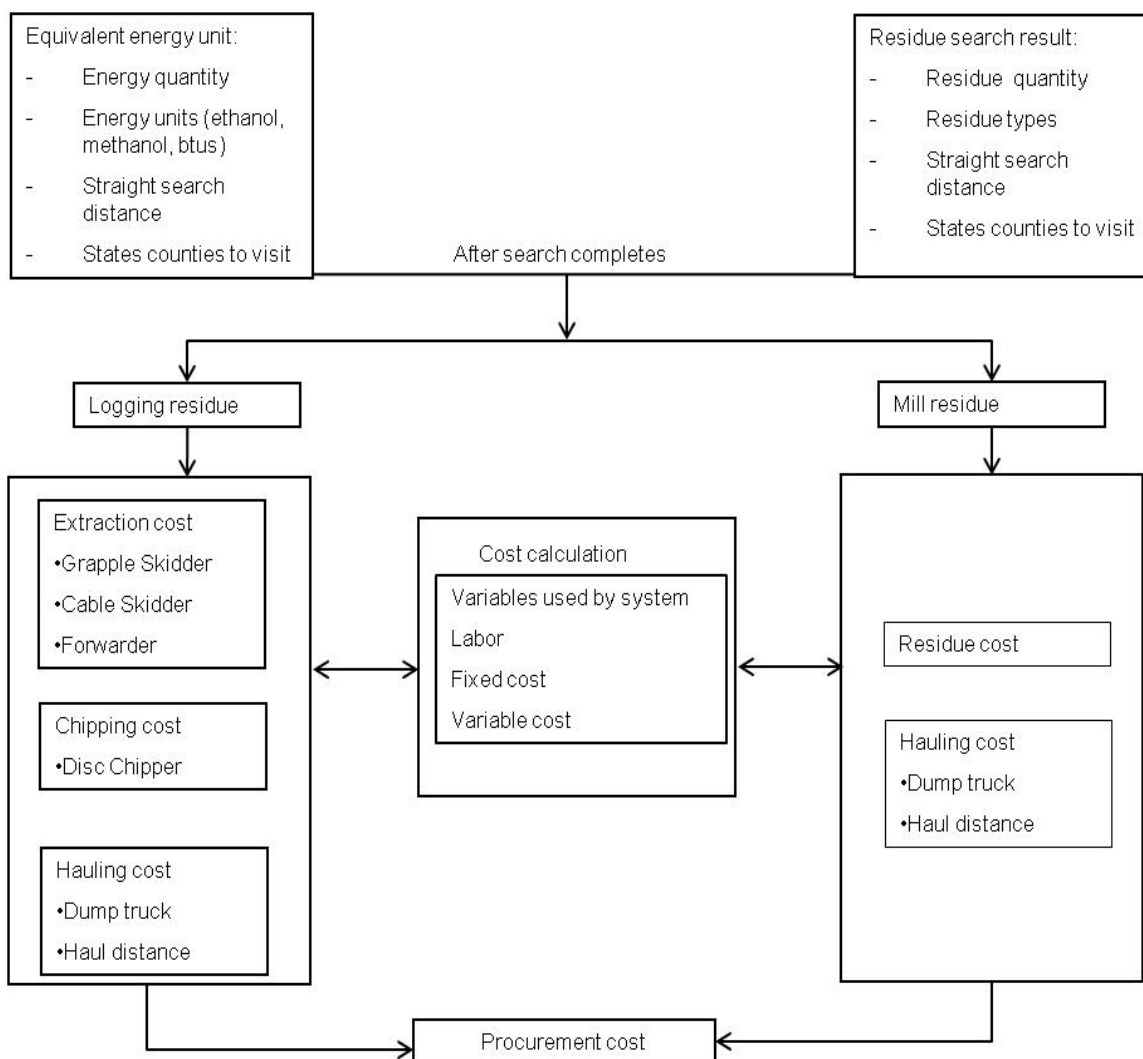 Equivalent energy unit:
- Energy quantity
- Energy units (ethanol,
methanol, btus)
- Straight search
distance
- States counties to visit
Residue search result:
- Residue quantity
- Residue types
- Straight search
distance
- States counties to visit
After search completes
Logging residue
Mill residue
Extraction cost
•Grapple Skidder
•Cable Skidder
•Forwarder
Chipping cost
•Disc Chipper
Hauling cost
•Dump truck
•Haul distance
Cost calculation
Variables used by system
Labor
Fixed cost
Variable cost
Residue cost
Hauling cost
•Dump truck
•Haul distance
Procurement cost